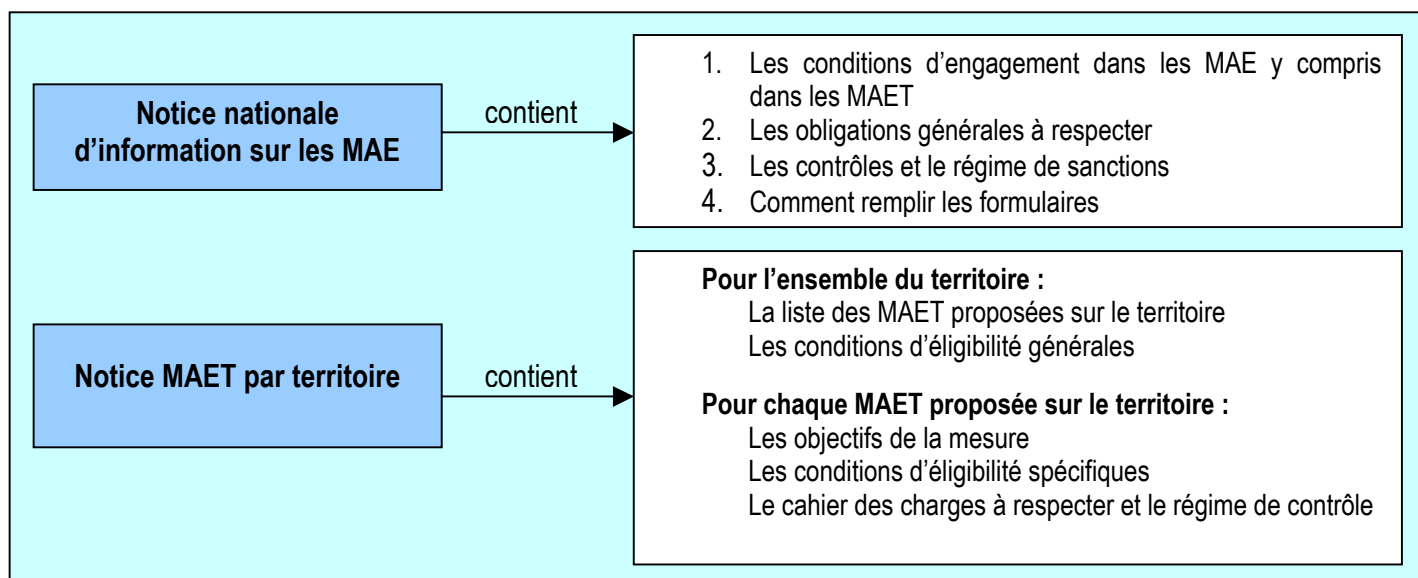 Notice nationale
d’information sur les MAE
contient
1. Les conditions d’engagement dans les MAE y compris
dans les MAET
2. Les obligations générales à respecter
3. Les contrôles et le régime de sanctions
4. Comment remplir les formulaires
Notice MAET par territoire
contient
Pour l’ensemble du territoire :
La liste des MAET proposées sur le territoire
Les conditions d’éligibilité générales
Pour chaque MAET proposée sur le territoire :
Les objectifs de la mesure
Les conditions d’éligibilité spécifiques
Le cahier des charges à respecter et le régime de contrôle